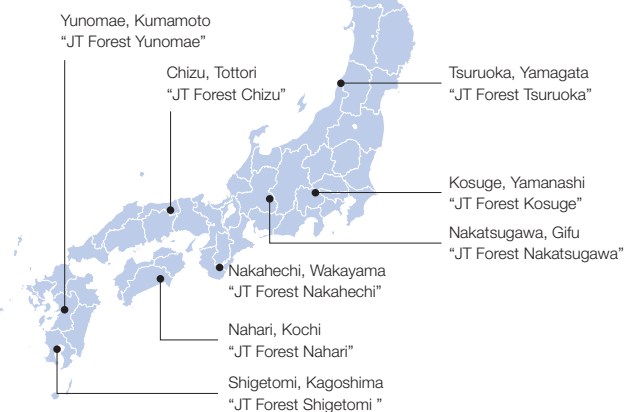 Yunomae, Kumamoto
“JT Forest Yunomae”
Chizu, Tottori
“JT Forest Chizu”
Tsuruoka, Yamagata
“JT Forest Tsuruoka”
Kosuge, Yamanashi
“JT Forest Kosuge”
Nakatsugawa, Gifu
“JT Forest Nakatsugawa”
Nakahechi, Wakayama
“JT Forest Nakahechi”
Nahari, Kochi
“JT Forest Nahari”
Shigetomi, Kagoshima
“JT Forest Shigetomi ”